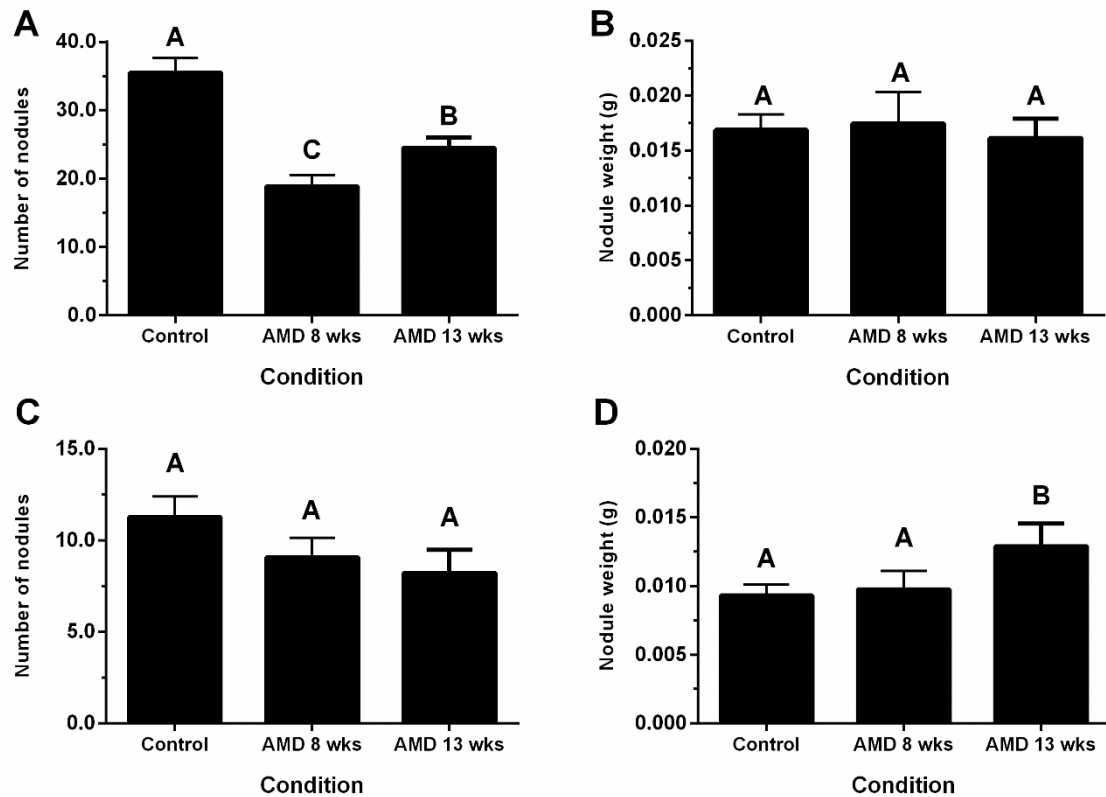 A
Number of nodules
40.0
30.0
20.0
10.0
0.0
A
C
B
Control
AMD 8 wks
AMD 13 wks
Condition
B
Nodule weight (g)
0.025
0.020
0.015
0.010
0.005
0.000
A
A
A
Control
AMD 8 wks
AMD 13 wks
Condition
C
Number of nodules
15.0
10.0
5.0
0.0
A
A
A
Control
AMD 8 wks
AMD 13 wks
Condition
D
Nodule weight (g)
0.020
0.015
0.010
0.005
0.000
A
A
B
Control
AMD 8 wks
AMD 13 wks
Condition